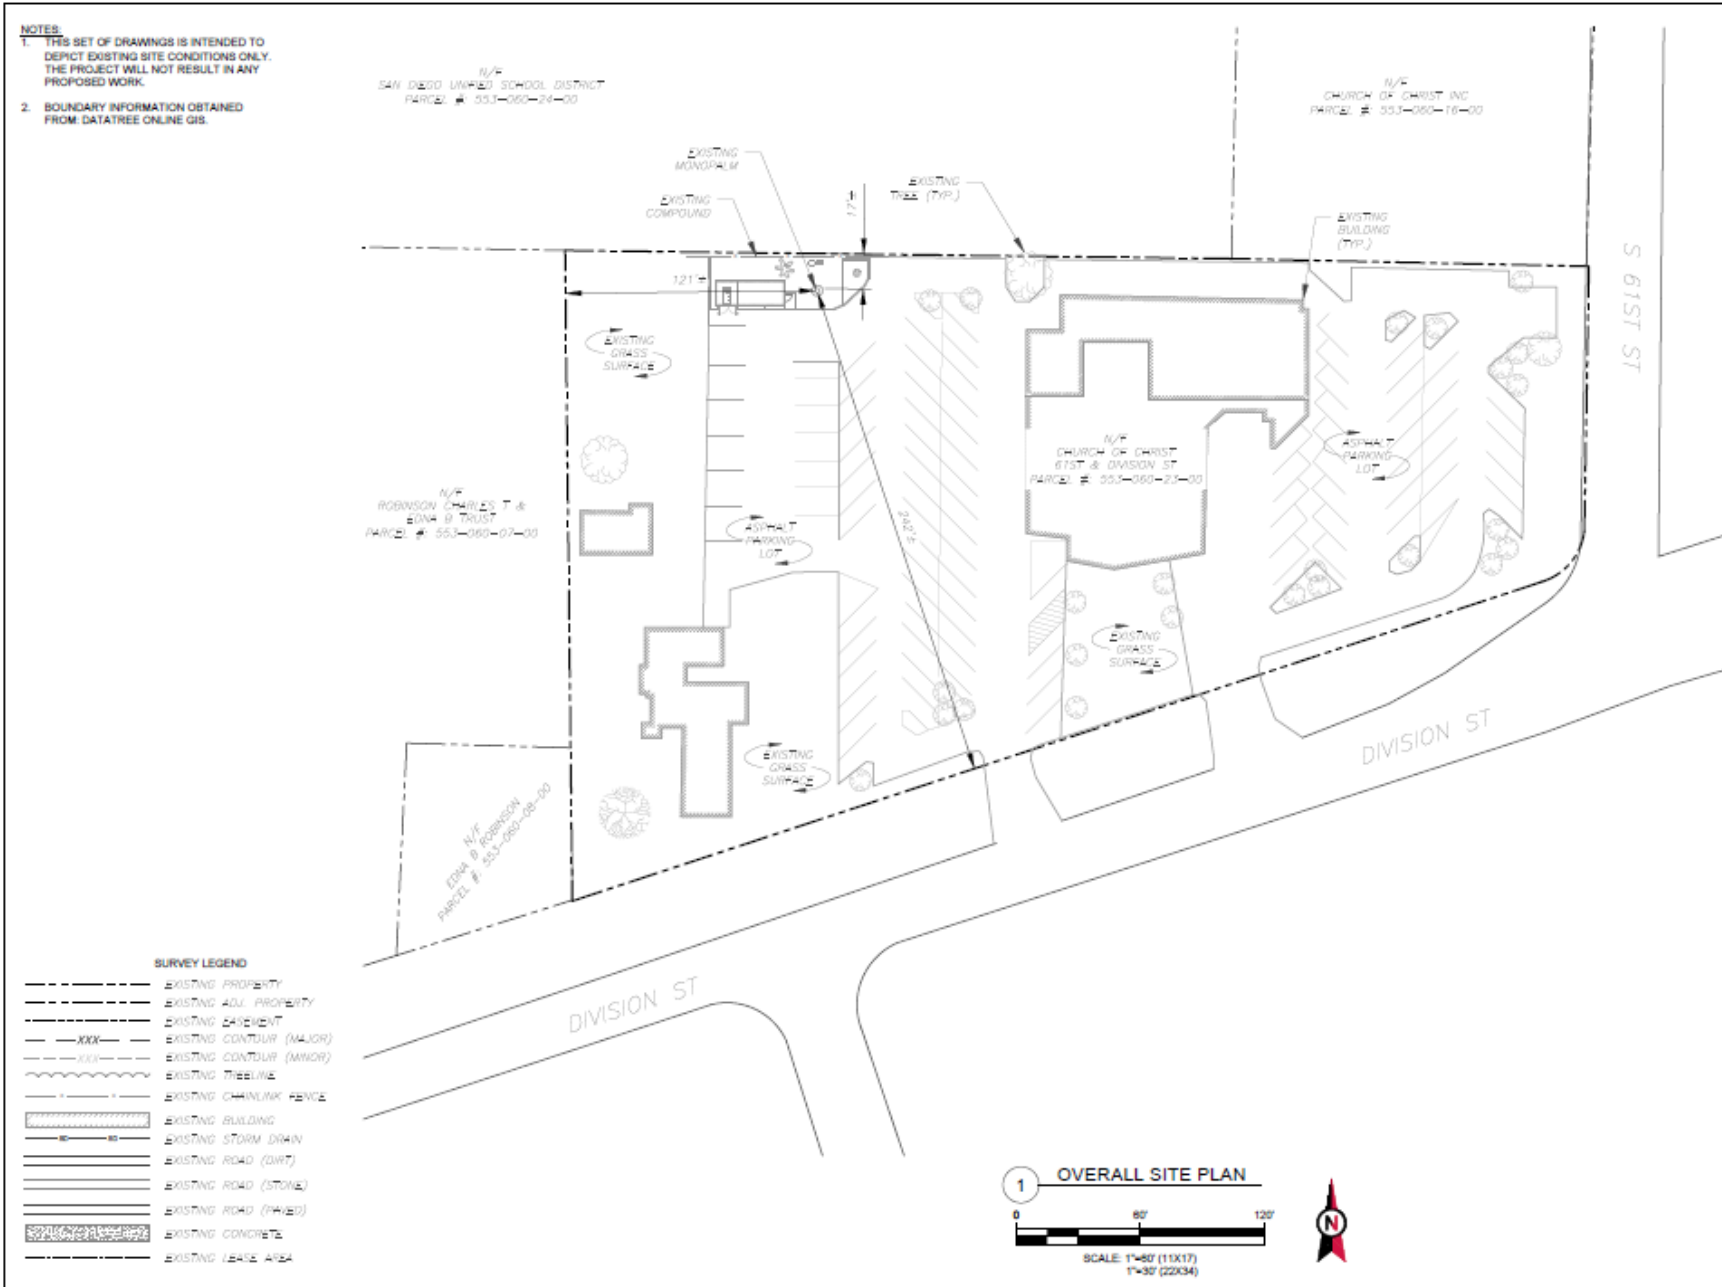 NOTES:
1. THIS SET OF DRAWINGS IS INTENDED TO
DEPICT EXISTING SITE CONDITIONS ONLY.
THE PROJECT WILL NOT RESULT IN ANY
PROPOSED WORK.
2. BOUNDARY INFORMATION OBTAINED
FROM: DATATREE ONLINE GIS.
N/F
SAN DIEGO UNIFIED SCHOOL DISTRICT
PARCEL #: 553-060-24-00
N/F
CHURCH OF CHRIST INC
PARCEL #: 553-060-16-00
EXISTING
MONOPALM
EXISTING
COMPOUND
17'±
EXISTING
TREE (TYP.)
EXISTING
BUILDING
(TYP.)
S 61ST ST
121'±
EXISTING
GRASS
SURFACE
N/F
CHURCH OF CHRIST
61ST & DIVISION ST
PARCEL #: 553-060-23-00
ASPHALT
PARKING
LOT
N/F
ROBINSON CHARLES T &
EDNA B TRUST
PARCEL #: 553-060-07-00
ASPHALT
PARKING
LOT
242'±
EXISTING
GRASS
SURFACE
EXISTING
GRASS
SURFACE
DIVISION ST
N/F
EDNA B ROBINSON
PARCEL #: 553-060-08-00
DIVISION ST
SURVEY LEGEND
EXISTING PROPERTY
EXISTING ADJ. PROPERTY
EXISTING EASEMENT
XXX EXISTING CONTOUR (MAJOR)
XXX EXISTING CONTOUR (MINOR)
EXISTING TREELINE
EXISTING CHAINLINK FENCE
EXISTING BUILDING
EXISTING STORM DRAIN
EXISTING ROAD (DIRT)
EXISTING ROAD (STONE)
EXISTING ROAD (PAVED)
EXISTING CONCRETE
EXISTING LEASE AREA
1 OVERALL SITE PLAN
0 60' 120'
SCALE: 1"=60' (11X17)
1"=30' (22X34)
N